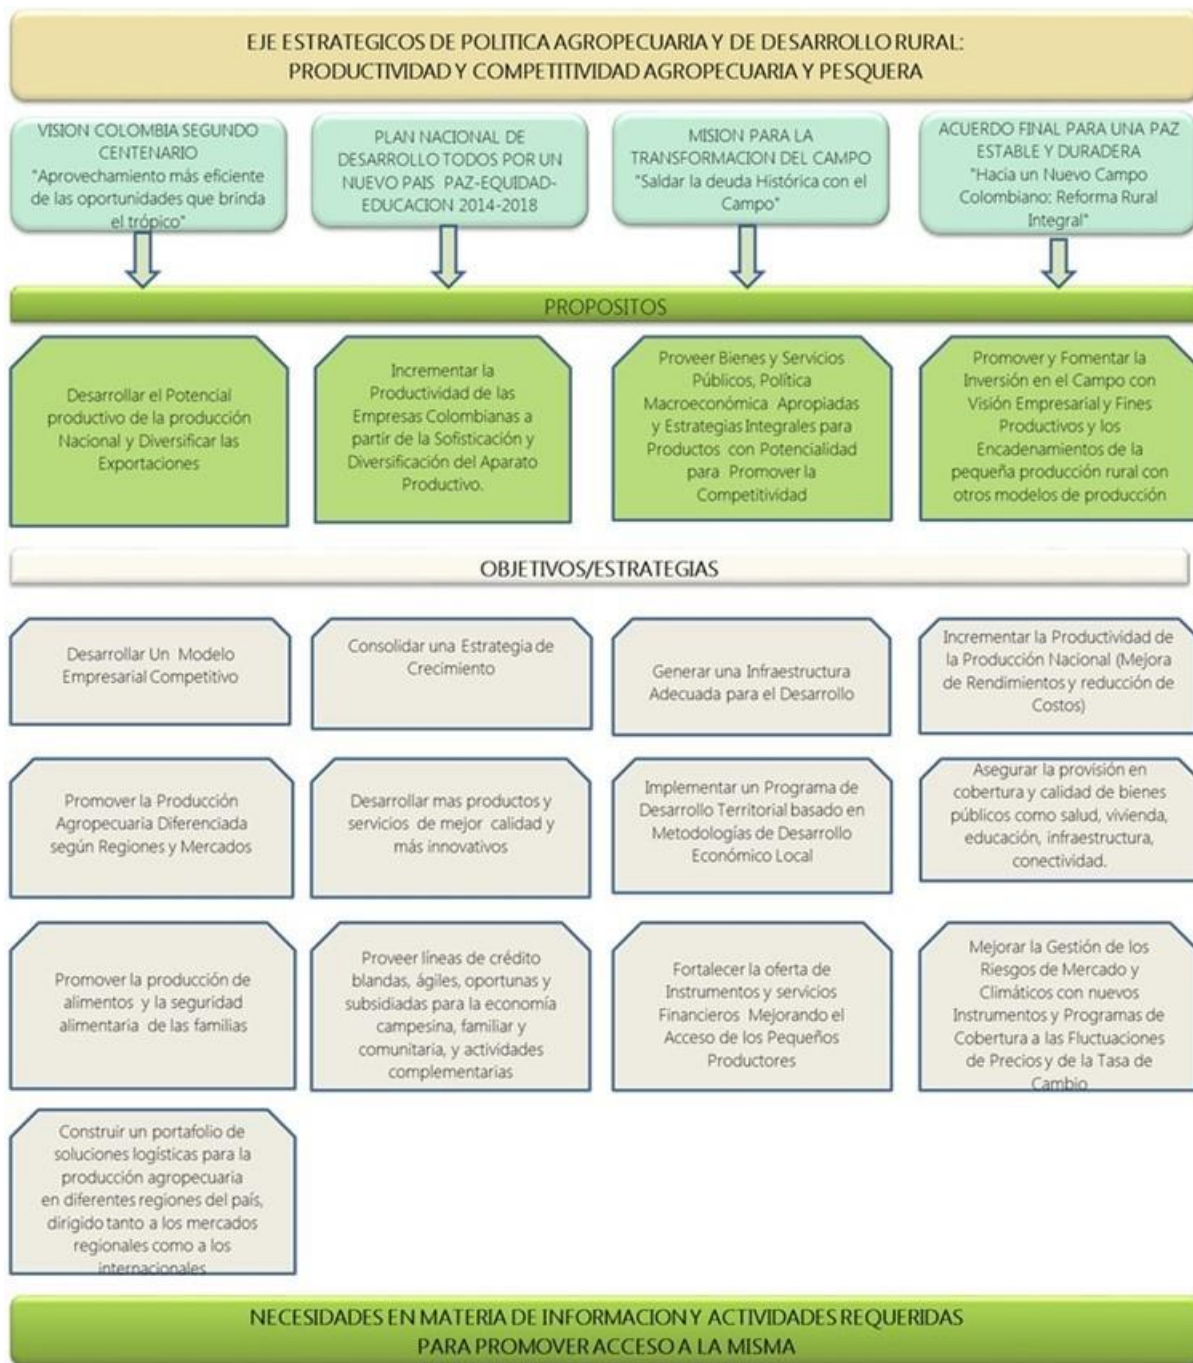 EJE ESTRATEGICOS DE POLITICA AGROPECUARIA Y DE DESARROLLO RURAL:
PRODUCTIVIDAD Y COMPETITIVIDAD AGROPECUARIA Y PESQUERA
VISION COLOMBIA SEGUNDO
CENTENARIO
"Aprovechamiento más eficiente
de las oportunidades que brinda
el trópico"
PLAN NACIONAL DE
DESARROLLO TODOS POR UN
NUEVO PAIS PAZ-EQUIDAD-
EDUCACION 2014-2018
MISION PARA LA
TRANSFORMACION DEL CAMPO
"Saldar la deuda Histórica con el
Campo"
ACUERDO FINAL PARA UNA PAZ
ESTABLE Y DURADERA
"Hacia un Nuevo Campo
Colombiano: Reforma Rural
Integral"
PROPOSITOS
Desarrollar el Potencial
productivo de la producción
Nacional y Diversificar las
Exportaciones
Incrementar la
Productividad de las
Empresas Colombianas a
partir de la Sofisticación y
Diversificación del Aparato
Productivo.
Proveer Bienes y Servicios
Públicos, Política
Macroeconómica Apropiadas
y Estrategias Integrales para
Productos con Potencialidad
para Promover la
Competitividad
Promover y Fomentar la
Inversión en el Campo con
Visión Empresarial y Fines
Productivos y los
Encadenamientos de la
pequeña producción rural con
otros modelos de producción
OBJETIVOS/ESTRATEGIAS
Desarrollar Un Modelo
Empresarial Competitivo
Consolidar una Estrategia de
Crecimiento
Generar una Infraestructura
Adecuada para el Desarrollo
Incrementar la Productividad de
la Producción Nacional (Mejora
de Rendimientos y reducción de
Costos)
Promover la Producción
Agropecuaria Diferenciada
según Regiones y Mercados
Desarrollar mas productos y
servicios de mejor calidad y
más innovativos
Implementar un Programa de
Desarrollo Territorial basado en
Metodologías de Desarrollo
Económico Local
Asegurar la provisión en
cobertura y calidad de bienes
públicos como salud, vivienda,
educación, infraestructura,
conectividad.
Promover la producción de
alimentos y la seguridad
alimentaria de las familias
Proveer líneas de crédito
blandas, ágiles, oportunas y
subsidiadas para la economía
campesina, familiar y
comunitaria, y actividades
complementarias
Fortalecer la oferta de
Instrumentos y servicios
Financieros Mejorando el
Acceso de los Pequeños
Productores
Mejorar la Gestión de los
Riesgos de Mercado y
Climáticos con nuevos
Instrumentos y Programas de
Cobertura a las Fluctuaciones
de Precios y de la Tasa de
Cambio
Construir un portafolio de
soluciones logísticas para la
producción agropecuaria
en diferentes regiones del país,
dirigido tanto a los mercados
regionales como a los
internacionales
NECESIDADES EN MATERIA DE INFORMACION Y ACTIVIDADES REQUERIDAS
PARA PROMOVER ACCESO A LA MISMA